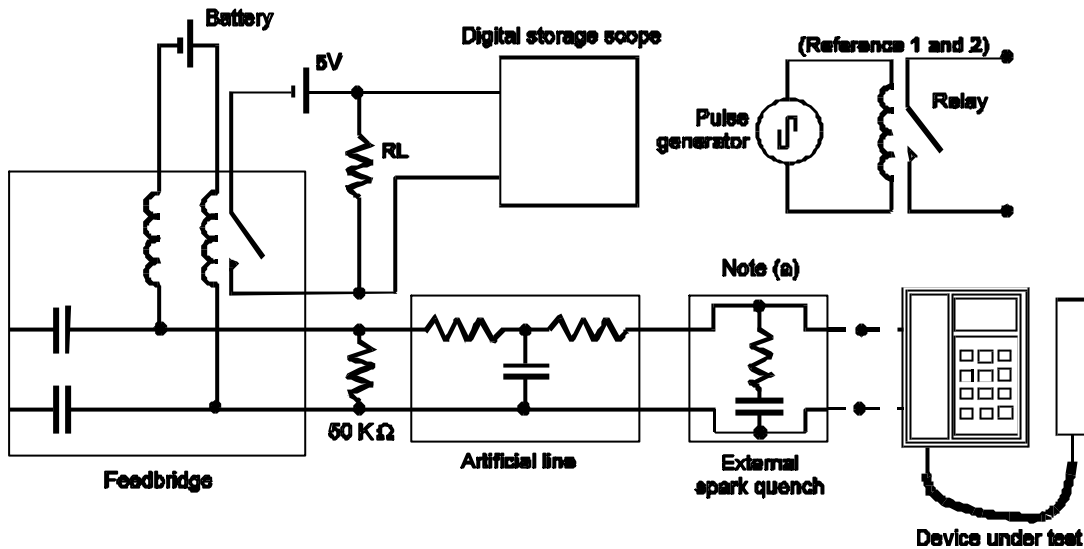 Battery
5V
Digital storage scope
(Reference 1 and 2)
Pulse
generator
Relay
RL
Note (a)
50 K Ω
Feedbridge
Artificial line
External
spark quench
Device under test